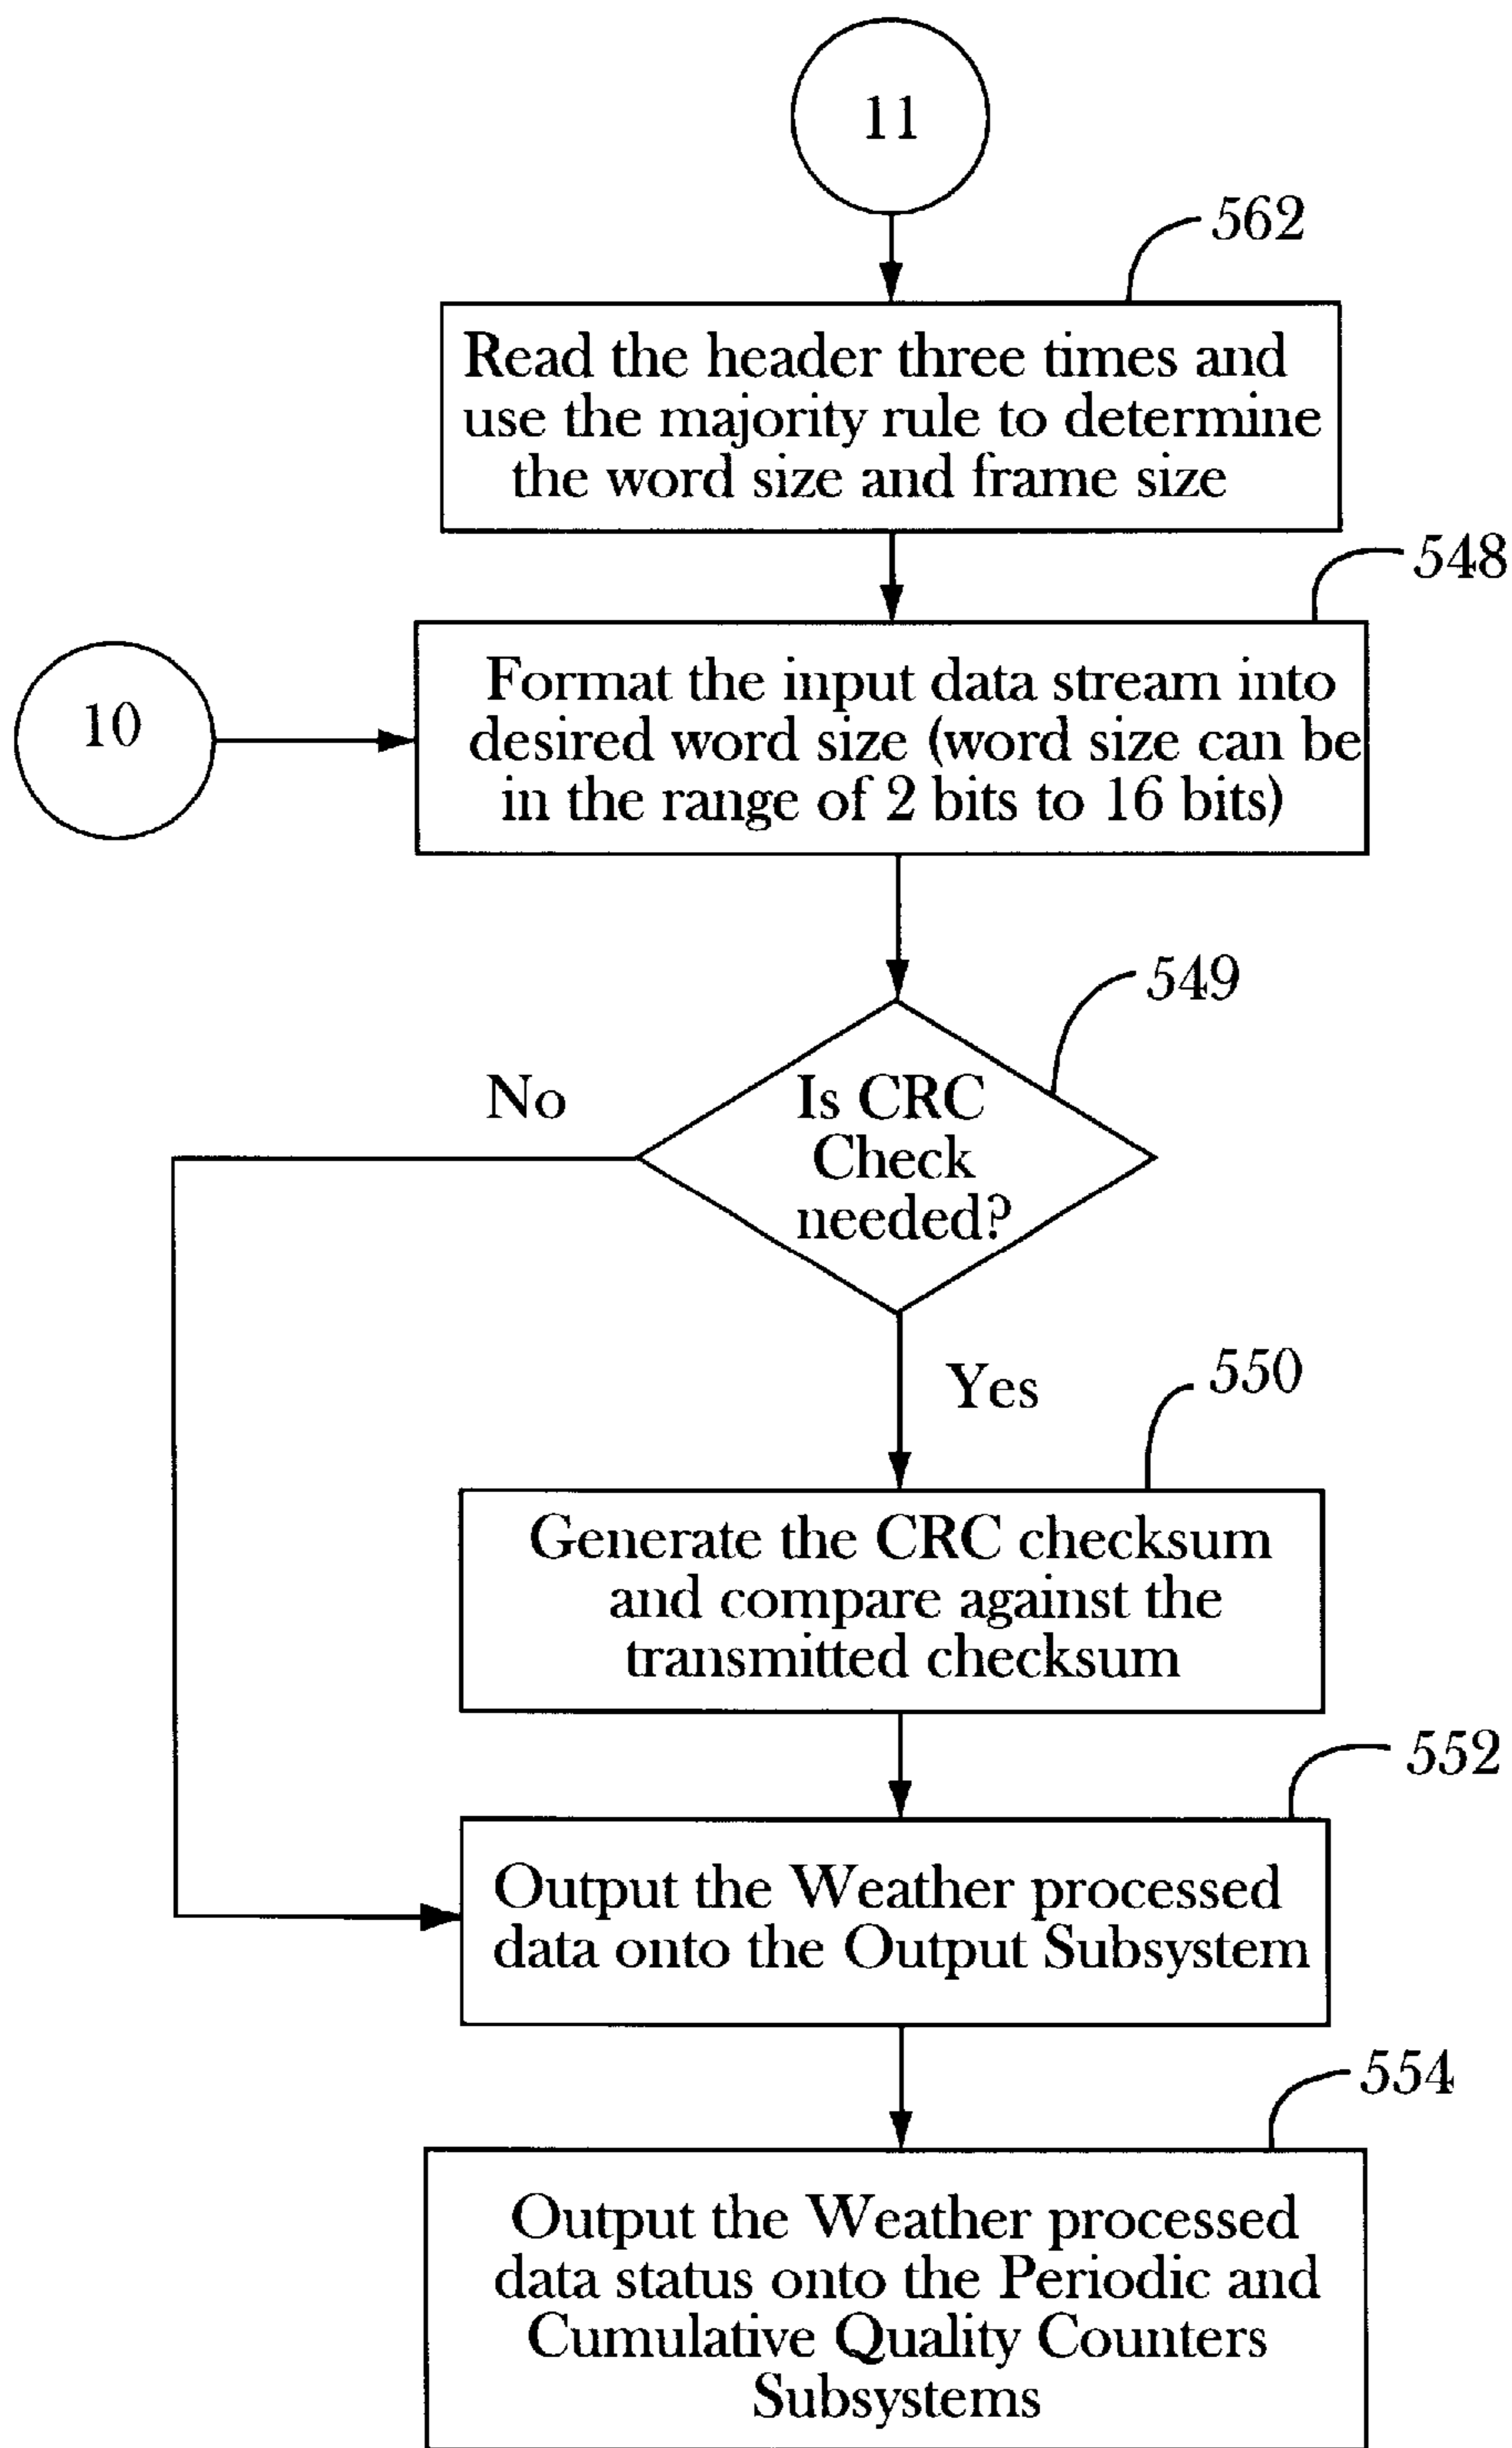 11
562
Read the header three times and
use the majority rule to determine
the word size and frame size
548
10
Format the input data stream into
desired word size (word size can be
in the range of 2 bits to 16 bits)
549
No
Is CRC
Check
needed?
Yes
550
Generate the CRC checksum
and compare against the
transmitted checksum
552
Output the Weather processed
data onto the Output Subsystem
554
Output the Weather processed
data status onto the Periodic and
Cumulative Quality Counters
Subsystems